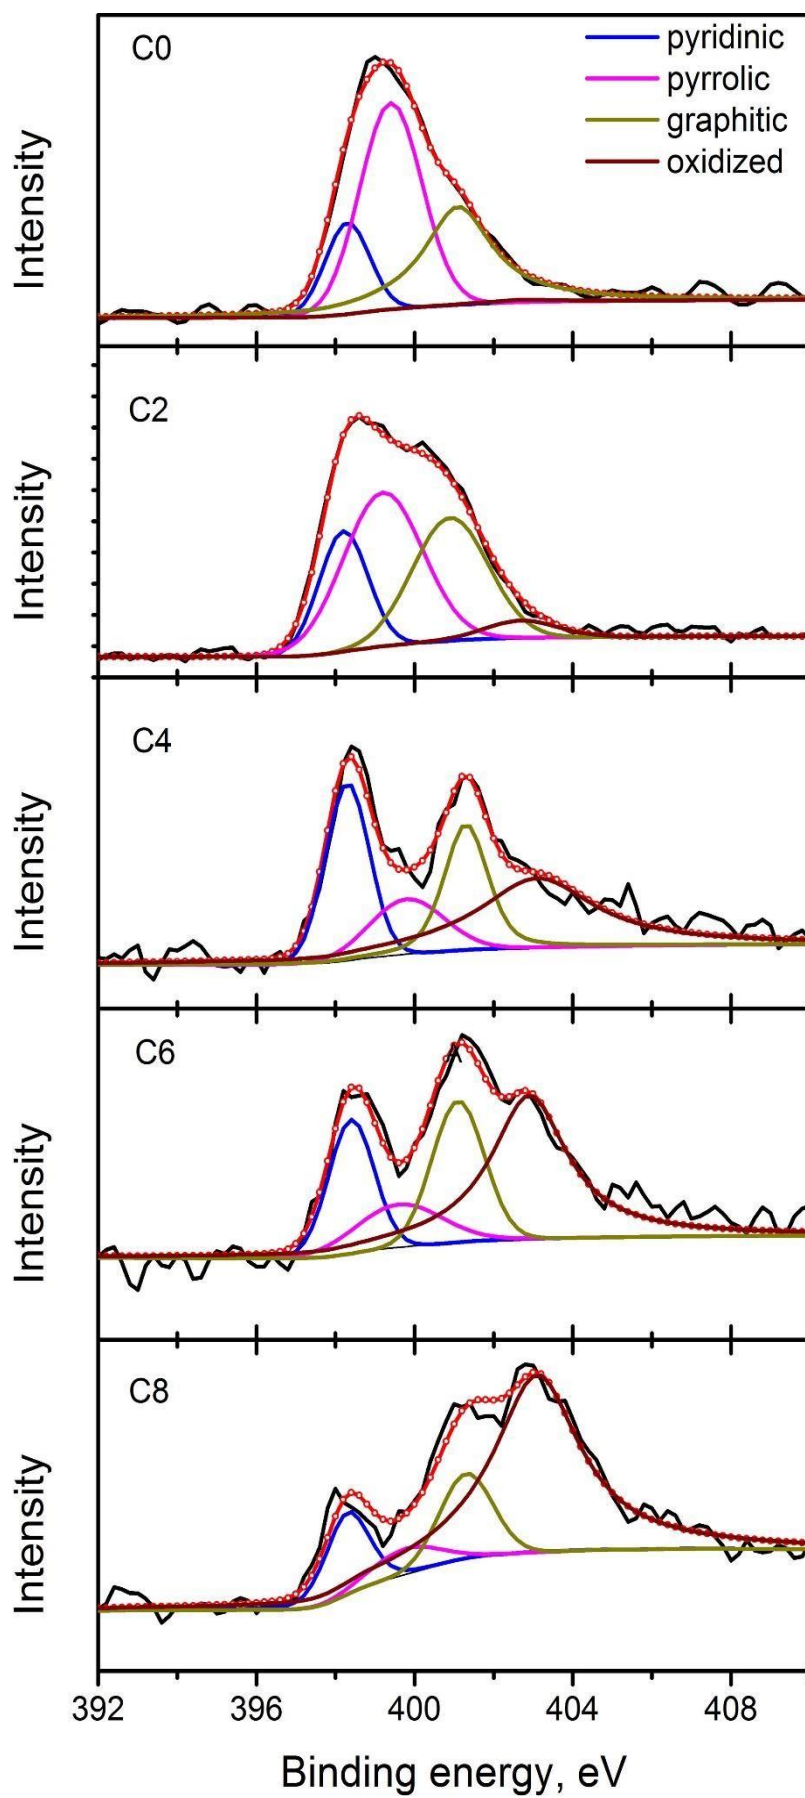 C0
pyridinic
pyrrolic
graphitic
oxidized
Intensity
C2
Intensity
C4
Intensity
C6
Intensity
C8
Intensity
392 396 400 404 408
Binding energy, eV